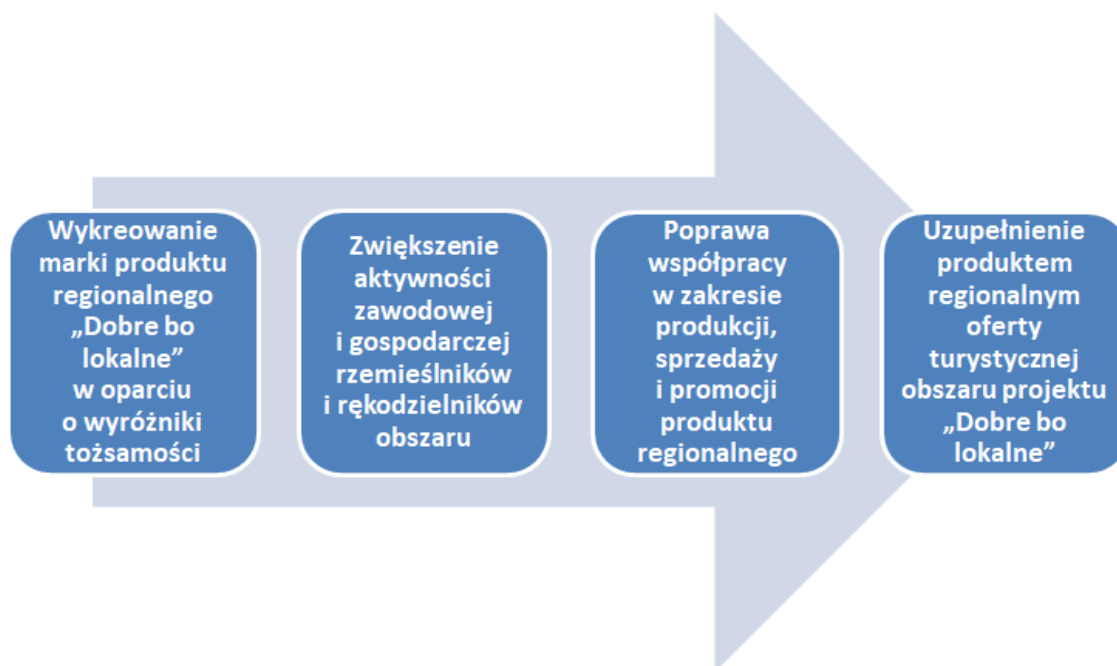 Wykreowanie
marki produktu
regionalnego
„Dobre bo
lokalne”
w oparciu
o wyróżniki
tożsamości
Zwiększenie
aktywności
zawodowej
i gospodarczej
rzemieślników
i rękodzielników
obszaru
Poprawa
współpracy
w zakresie
produkcji,
sprzedaży
i promocji
produktu
regionalnego
Uzupełnienie
produktem
regionalnym
oferty
turystycznej
obszaru projektu
„Dobre bo
lokalne”